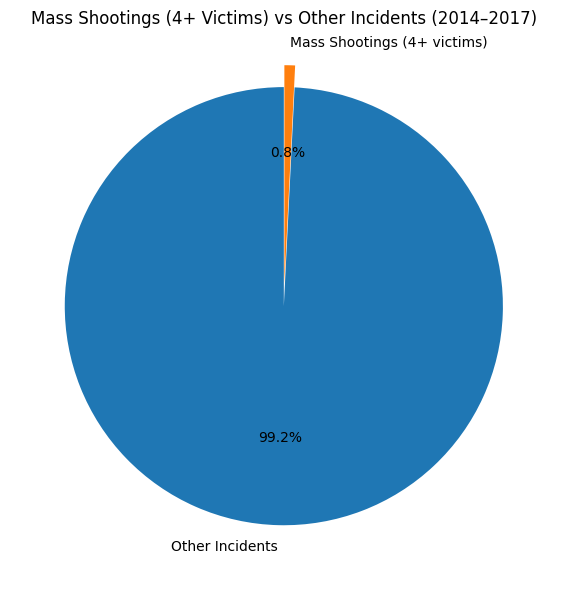 Mass Shootings (4+ Victims) vs Other Incidents (2014–2017)
Mass Shootings (4+ victims)
0.8%
99.2%
Other Incidents